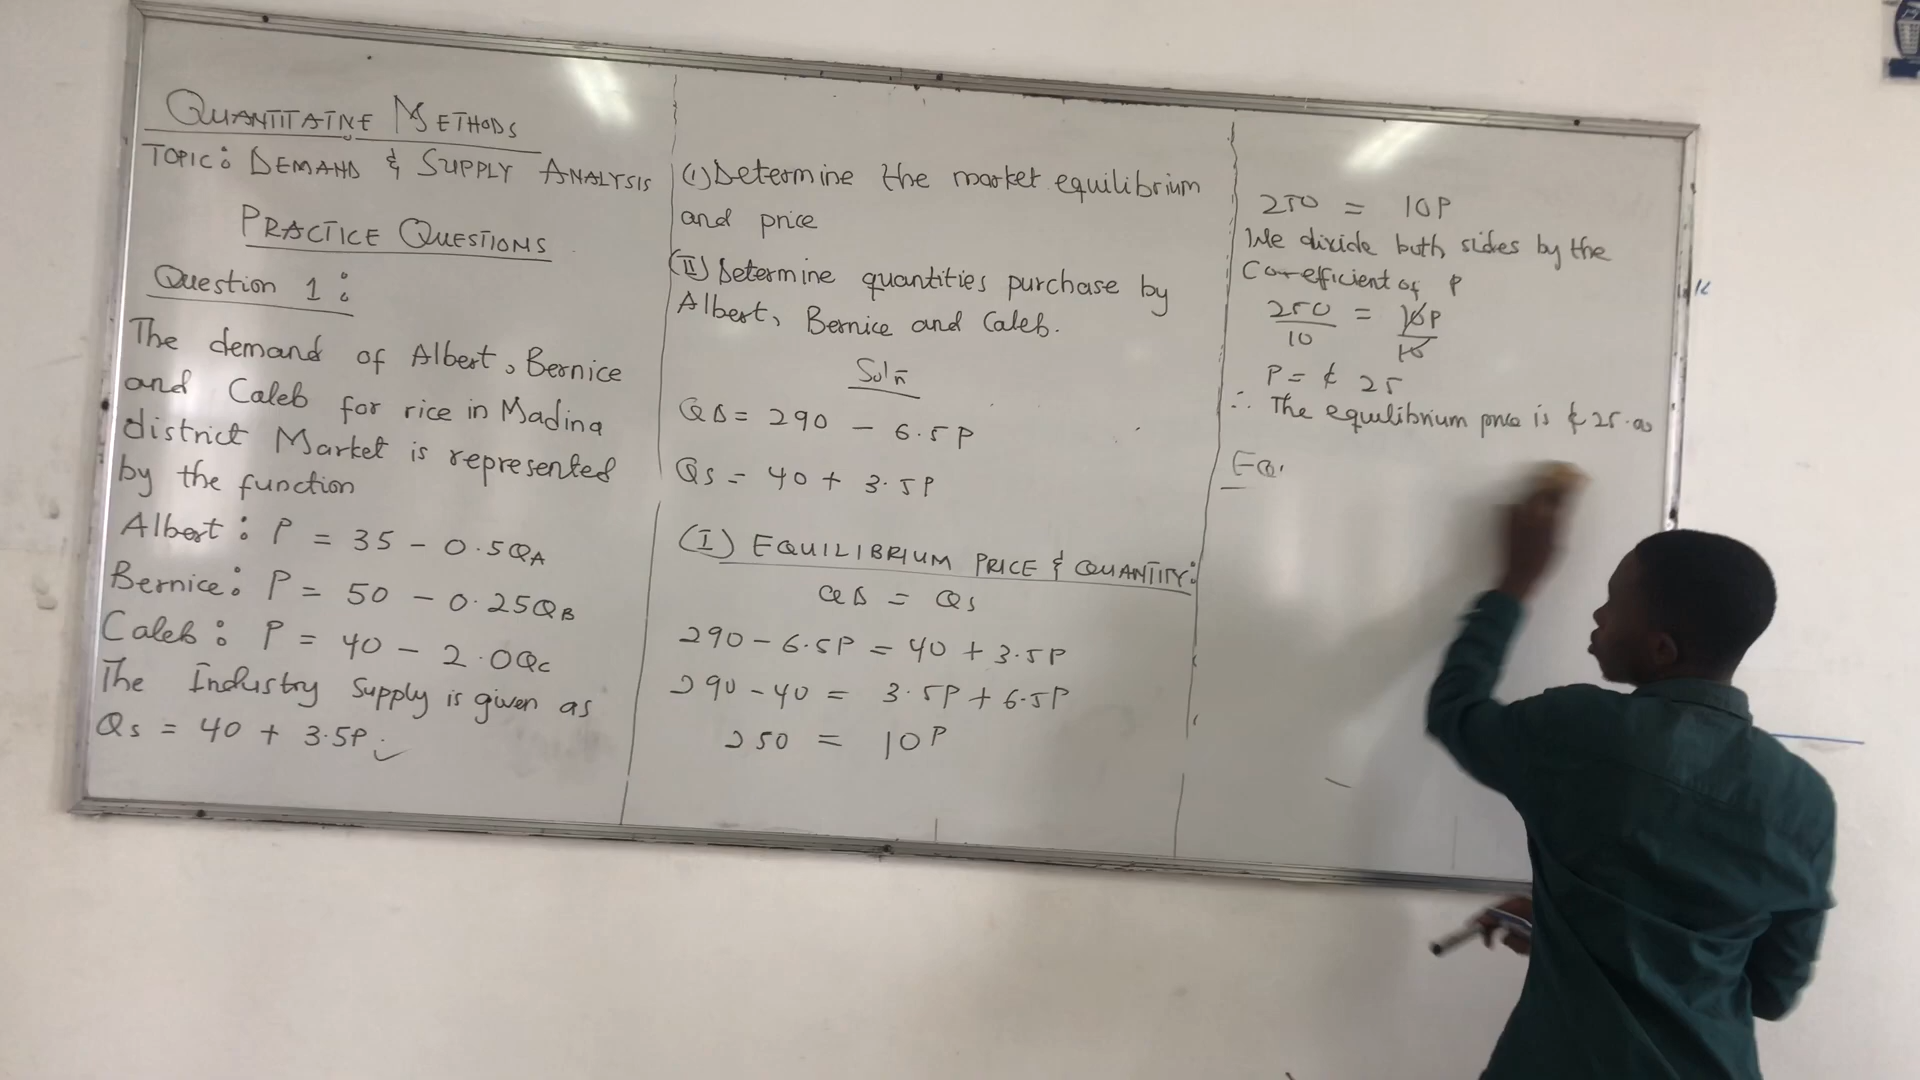 QUANTITATIVE METHODS
TOPIC: DEMAND & SUPPLY ANALYSIS
PRACTICE QUESTIONS
Question 1:
The demand of Albert, Bernice
and Caleb for rice in Madina
district Market is represented
by the function
Albert: P = 35 - 0.5QA
Bernice: P = 50 - 0.25QB
Caleb: P = 40 - 2.0Qc
The Industry Supply is given as
Qs = 40 + 3.5P
(I) Determine the market equilibrium
and price
(II) Determine quantities purchase by
Albert, Bernice and Caleb.
Solñ
QD = 290 - 6.5P
Qs = 40 + 3.5P
(I) EQUILIBRIUM PRICE & QUANTITY:
QD = Qs
290 - 6.5P = 40 + 3.5P
290 - 40 = 3.5P + 6.5P
250 = 10P
250 = 10P
We divide both sides by the
Co-efficient of P
250/10 = 10P/10
P = ₵ 25
∴ The equilibrium price is ₵25.00
EQ